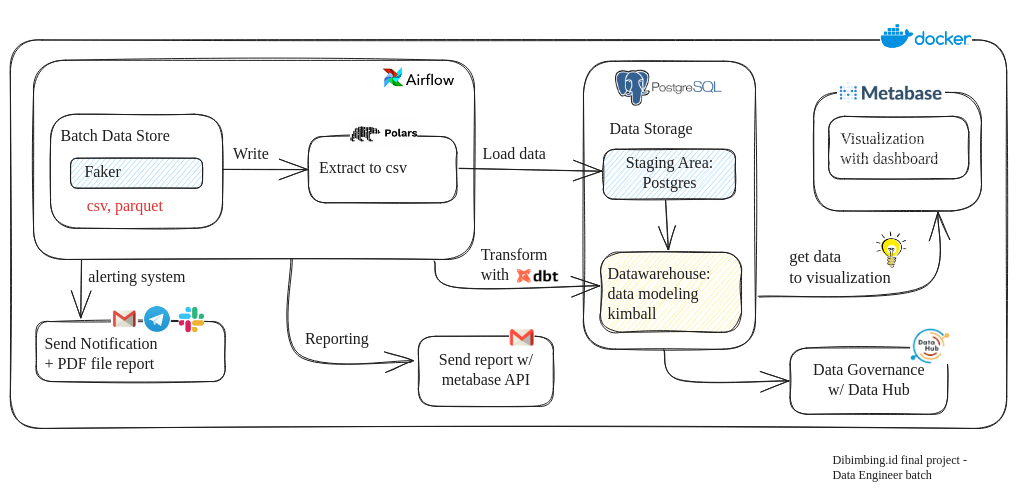 docker
Airflow
Batch Data Store
Faker
csv, parquet
Write
Polars
Extract to csv
Load data
PostgreSQL
Data Storage
Staging Area:
Postgres
Metabase
Visualization
with dashboard
alerting system
Transform
with dbt
Datawarehouse:
data modeling
kimball
get data
to visualization
Send Notification
+ PDF file report
Reporting
Send report w/
metabase API
Data
Hub
Data Governance
w/ Data Hub
Dibimbing.id final project -
Data Engineer batch